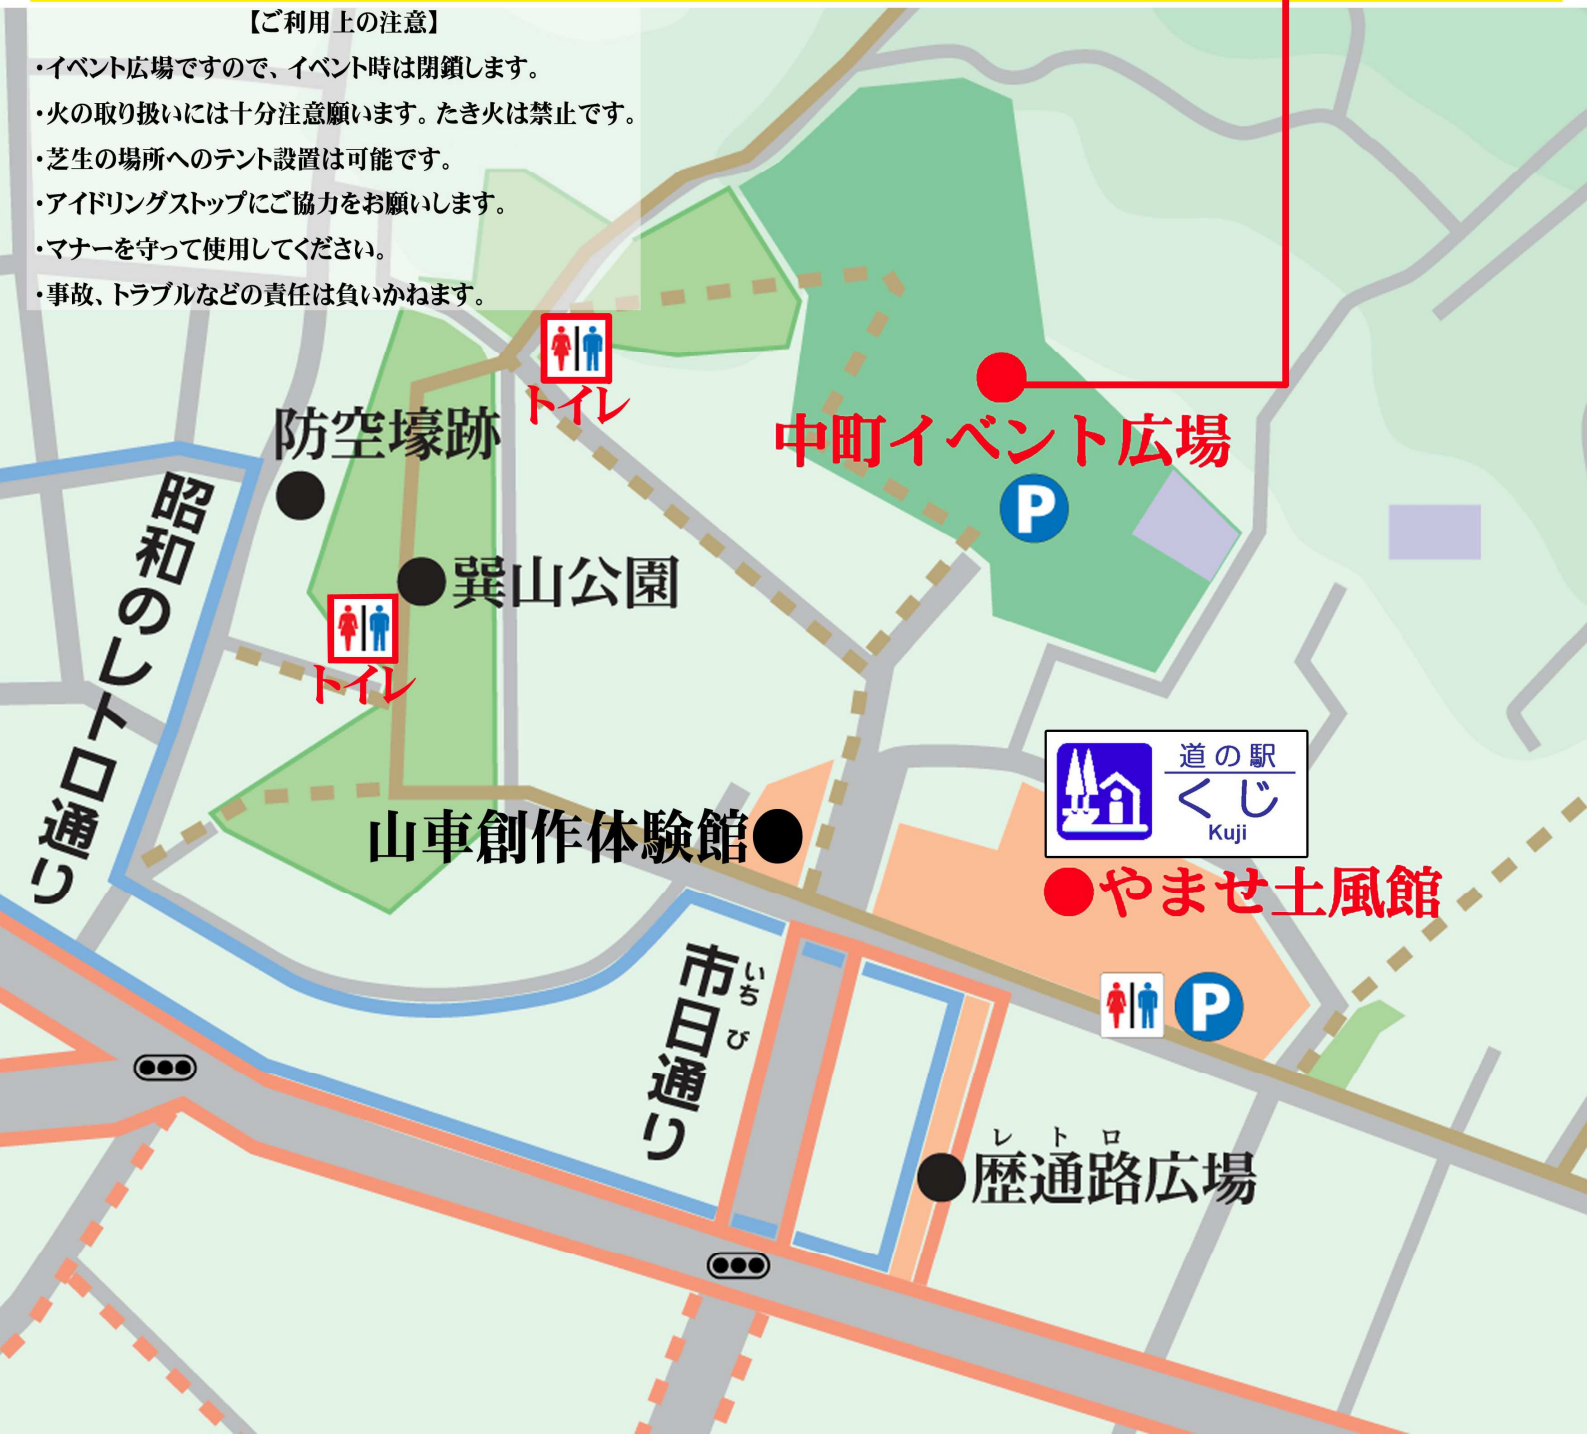 【ご利用上の注意】
・イベント広場ですので、イベント時は閉鎖します。
・火の取り扱いには十分注意願います。たき火は禁止です。
・芝生の場所へのテント設置は可能です。
・アイドリングストップにご協力をお願いします。
・マナーを守って使用してください。
・事故、トラブルなどの責任は負いかねます。
トイレ
防空壕跡
中町イベント広場
P
昭和のレトロ通り
巽山公園
トイレ
道の駅
くじ
Kuji
山車創作体験館
やませ土風館
P
市日通り
いちび
レトロ
歴通路広場